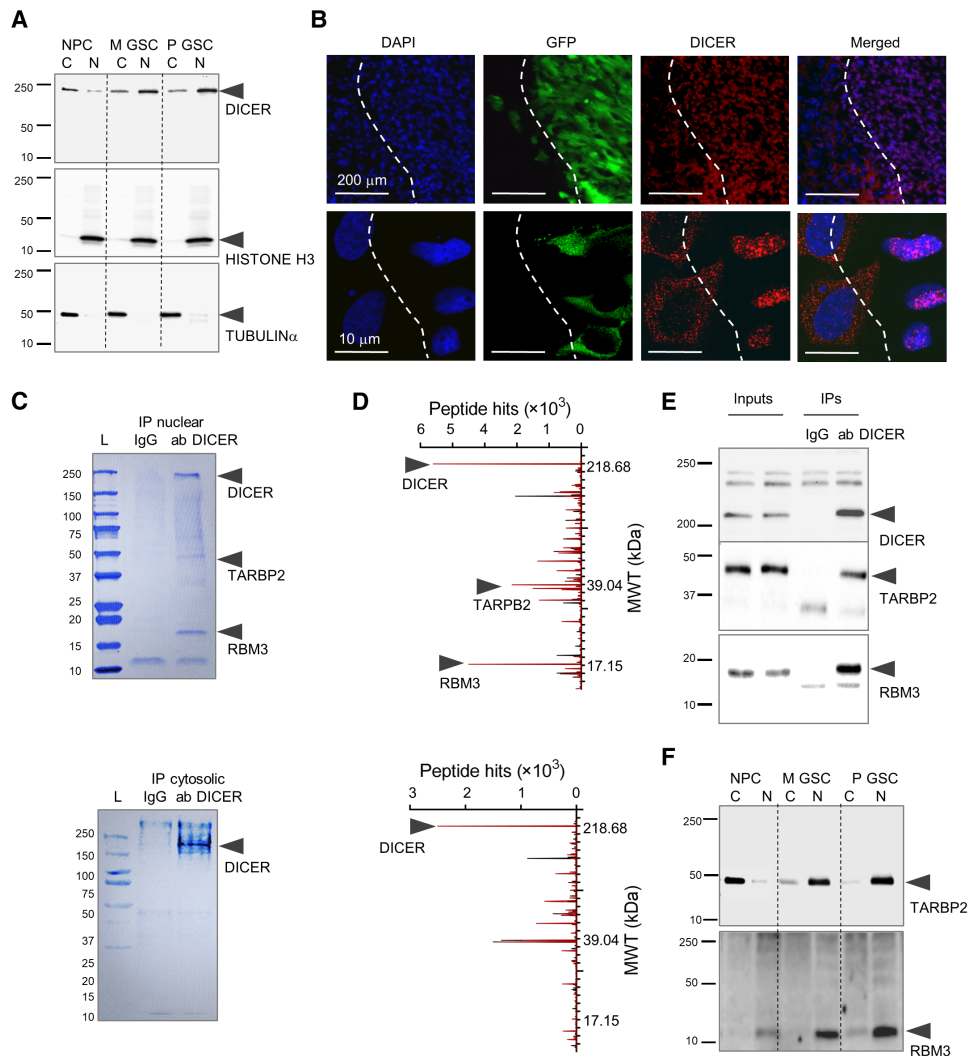 A
NPC M GSC P GSC
C N C N C N
250
50
10
DICER
250
50
10
HISTONE H3
250
50
10
TUBULINα
B
DAPI GFP DICER Merged
200 μm
10 μm
C
IP nuclear
L IgG ab DICER
250
150
100
75
50
37
25
20
15
10
DICER
TARBP2
RBM3
IP cytosolic
L IgG ab DICER
250
150
100
75
50
37
25
20
15
10
DICER
D
Peptide hits (×10³)
6 5 4 3 2 1 0
218.68
39.04
17.15
DICER
TARPB2
RBM3
MWT (kDa)
Peptide hits (×10³)
3 2 1 0
218.68
39.04
17.15
DICER
MWT (kDa)
E
Inputs IPs
IgG ab DICER
250
200
DICER
50
37
TARBP2
20
10
RBM3
F
NPC M GSC P GSC
C N C N C N
250
50
10
TARBP2
250
50
10
RBM3